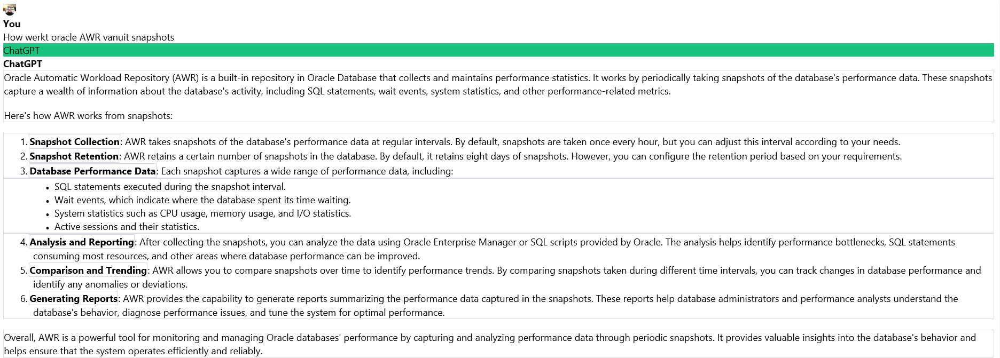 You
How werkt oracle AWR vanuit snapshots
ChatGPT
ChatGPT
Oracle Automatic Workload Repository (AWR) is a built-in repository in Oracle Database that collects and maintains performance statistics. It works by periodically taking snapshots of the database's performance data. These snapshots
capture a wealth of information about the database's activity, including SQL statements, wait events, system statistics, and other performance-related metrics.
Here's how AWR works from snapshots:
1. Snapshot Collection: AWR takes snapshots of the database's performance data at regular intervals. By default, snapshots are taken once every hour, but you can adjust this interval according to your needs.
2. Snapshot Retention: AWR retains a certain number of snapshots in the database. By default, it retains eight days of snapshots. However, you can configure the retention period based on your requirements.
3. Database Performance Data: Each snapshot captures a wide range of performance data, including:
• SQL statements executed during the snapshot interval.
• Wait events, which indicate where the database spent its time waiting.
• System statistics such as CPU usage, memory usage, and I/O statistics.
• Active sessions and their statistics.
4. Analysis and Reporting: After collecting the snapshots, you can analyze the data using Oracle Enterprise Manager or SQL scripts provided by Oracle. The analysis helps identify performance bottlenecks, SQL statements
consuming most resources, and other areas where database performance can be improved.
5. Comparison and Trending: AWR allows you to compare snapshots over time to identify performance trends. By comparing snapshots taken during different time intervals, you can track changes in database performance and
identify any anomalies or deviations.
6. Generating Reports: AWR provides the capability to generate reports summarizing the performance data captured in the snapshots. These reports help database administrators and performance analysts understand the
database's behavior, diagnose performance issues, and tune the system for optimal performance.
Overall, AWR is a powerful tool for monitoring and managing Oracle databases' performance by capturing and analyzing performance data through periodic snapshots. It provides valuable insights into the database's behavior and
helps ensure that the system operates efficiently and reliably.